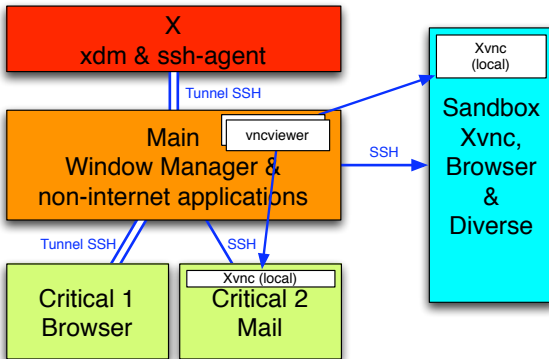 X
xdm & ssh-agent
Tunnel SSH
Main
Window Manager &
non-internet applications
vncviewer
SSH
Xvnc
(local)
Sandbox
Xvnc,
Browser
&
Diverse
Tunnel SSH
SSH
Critical 1
Browser
Xvnc (local)
Critical 2
Mail